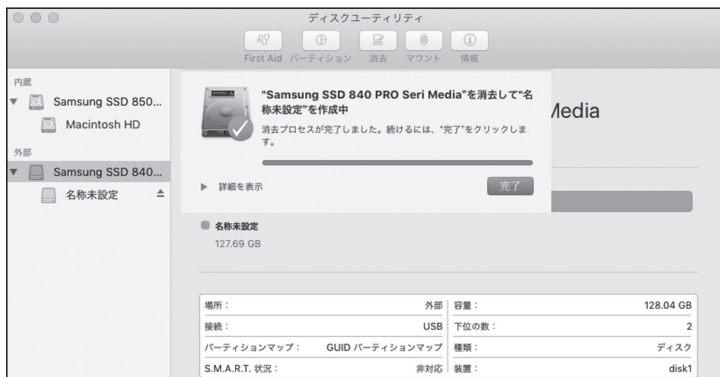 ディスクユーティリティ
First Aid パーティション 消去 マウント 情報
内蔵
Samsung SSD 850...
Macintosh HD
外部
Samsung SSD 840...
名称未設定
"Samsung SSD 840 PRO Seri Media"を消去して"名
称未設定"を作成中
消去プロセスが完了しました。続けるには、"完了"をクリックしま
す。
詳細を表示
完了
Media
名称未設定
127.69 GB
場所： 外部 容量： 128.04 GB
接続： USB 下位の数： 2
パーティションマップ： GUID パーティションマップ 種類： ディスク
S.M.A.R.T. 状況： 非対応 装置： disk1